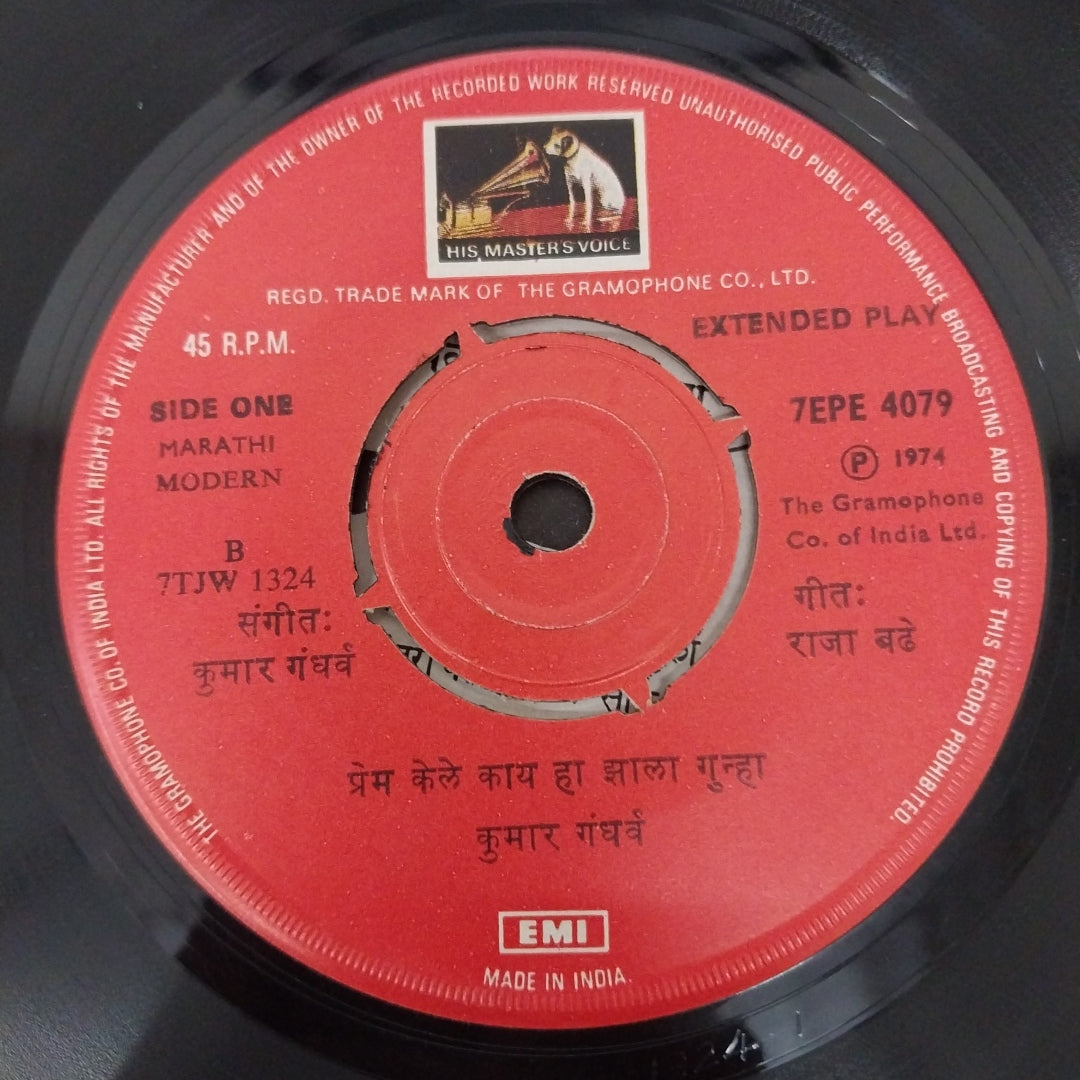 THE GRAMOPHONE CO. OF INDIA LTD. ALL RIGHTS OF THE MANUFACTURER AND OF THE OWNER OF THE RECORDED WORK RESERVED UNAUTHORISED PUBLIC PERFORMANCE BROADCASTING AND COPYING OF THIS RECORD PROHIBITED.
HIS MASTER'S VOICE
REGD. TRADE MARK OF THE GRAMOPHONE CO., LTD.
45 R.P.M.
EXTENDED PLAY
SIDE ONE
MARATHI
MODERN
7EPE 4079
Ⓟ 1974
The Gramophone
Co. of India Ltd.
B
7TJW 1324
संगीत:
कुमार गंधर्व
गीत:
राजा बढे
प्रेम केले काय हा झाला गुन्हा
कुमार गंधर्व
EMI
MADE IN INDIA.